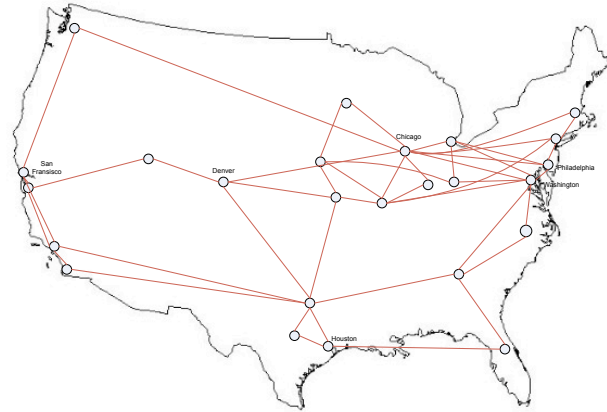 Chicago
San
Fransisco
Denver
Philadelphia
Washington
Houston